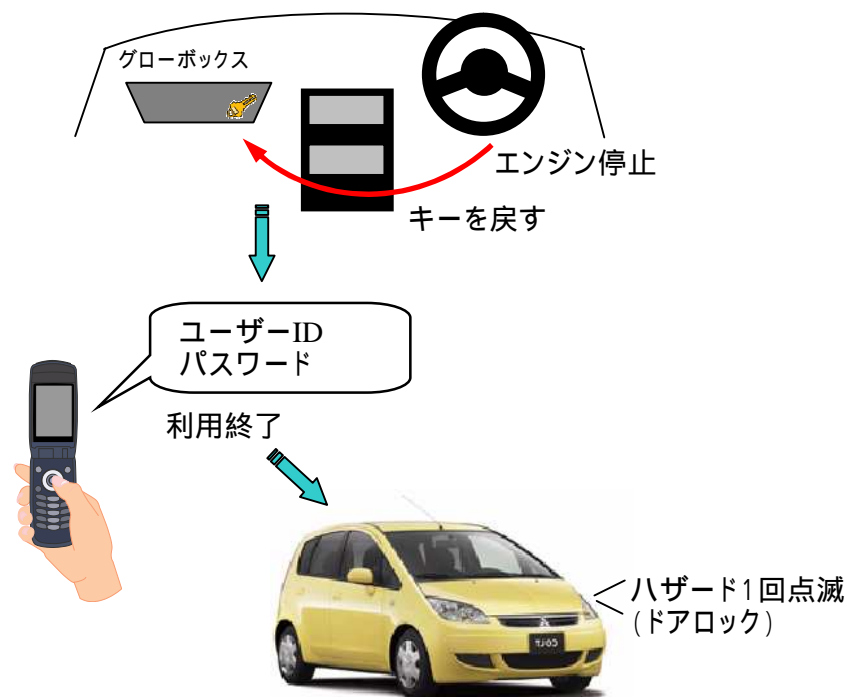 グローボックス
エンジン停止
キーを戻す
ユーザーID
パスワード
利用終了
ハザード1回点滅
(ドアロック)